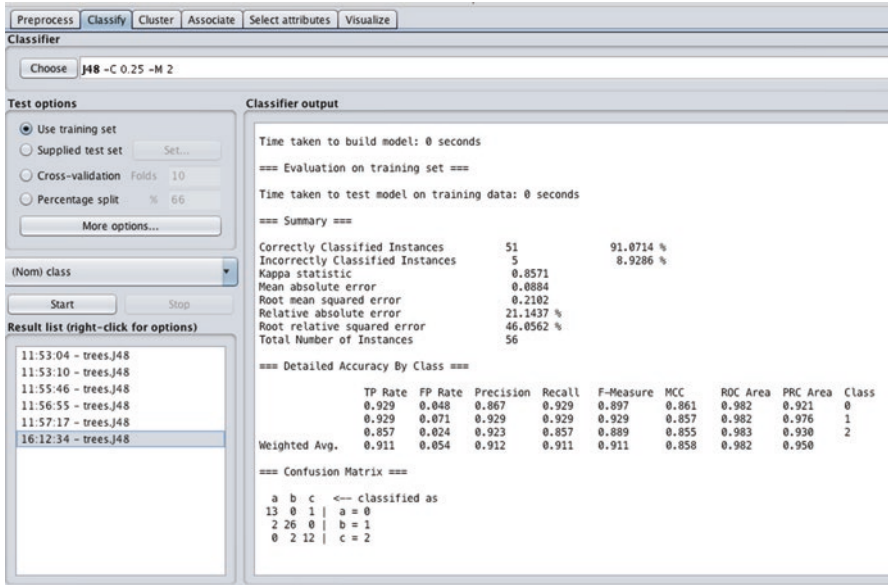 Preprocess Classify Cluster Associate Select attributes Visualize
Classifier
Choose J48 -C 0.25 -M 2
Test options
Use training set
Supplied test set Set...
Cross-validation Folds 10
Percentage split % 66
More options...
(Nom) class
Start Stop
Result list (right-click for options)
11:53:04 - trees.J48
11:53:10 - trees.J48
11:55:46 - trees.J48
11:56:55 - trees.J48
11:57:17 - trees.J48
16:12:34 - trees.J48
Classifier output
Time taken to build model: 0 seconds
=== Evaluation on training set ===
Time taken to test model on training data: 0 seconds
=== Summary ===
Correctly Classified Instances 51 91.0714 %
Incorrectly Classified Instances 5 8.9286 %
Kappa statistic 0.8571
Mean absolute error 0.0884
Root mean squared error 0.2102
Relative absolute error 21.1437 %
Root relative squared error 46.0562 %
Total Number of Instances 56
=== Detailed Accuracy By Class ===
TP Rate FP Rate Precision Recall F-Measure MCC ROC Area PRC Area Class
0.929 0.048 0.867 0.929 0.897 0.861 0.982 0.921 0
0.929 0.071 0.929 0.929 0.929 0.857 0.982 0.976 1
0.857 0.024 0.923 0.857 0.889 0.855 0.983 0.930 2
Weighted Avg. 0.911 0.054 0.912 0.911 0.911 0.858 0.982 0.950
=== Confusion Matrix ===
a b c <-- classified as
13 0 1 | a = 0
2 26 0 | b = 1
0 2 12 | c = 2